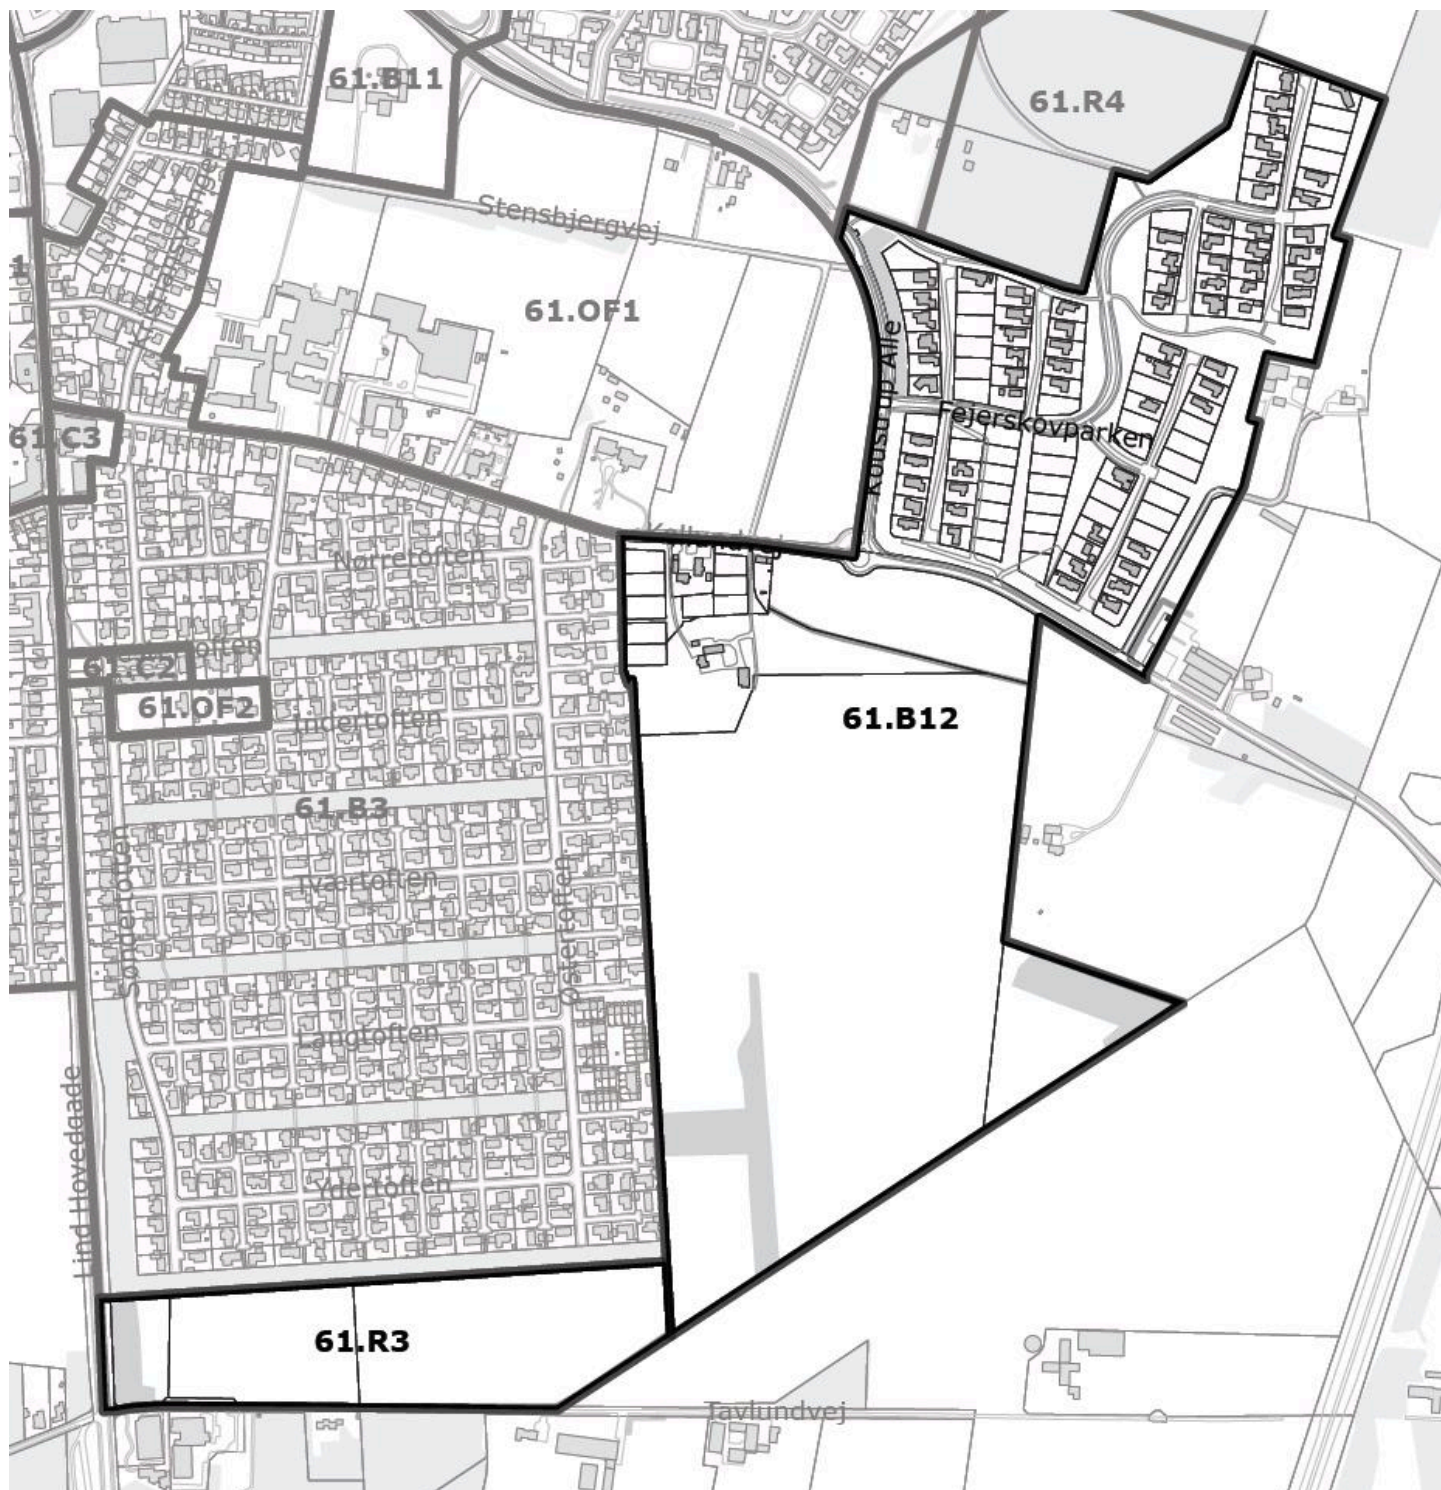 61.B11
61.R4
Stensbjergvej
61.OF1
Koustrup Alle
Fejerskovparken
61.C3
Nørretoften
61.C2
61.OF2
Indertoften
61.B12
61.B3
Tværtoften
Søndertoften
Østertoften
Langtoften
Lind Hovedgade
Ydertoften
61.R3
Tavlundvej